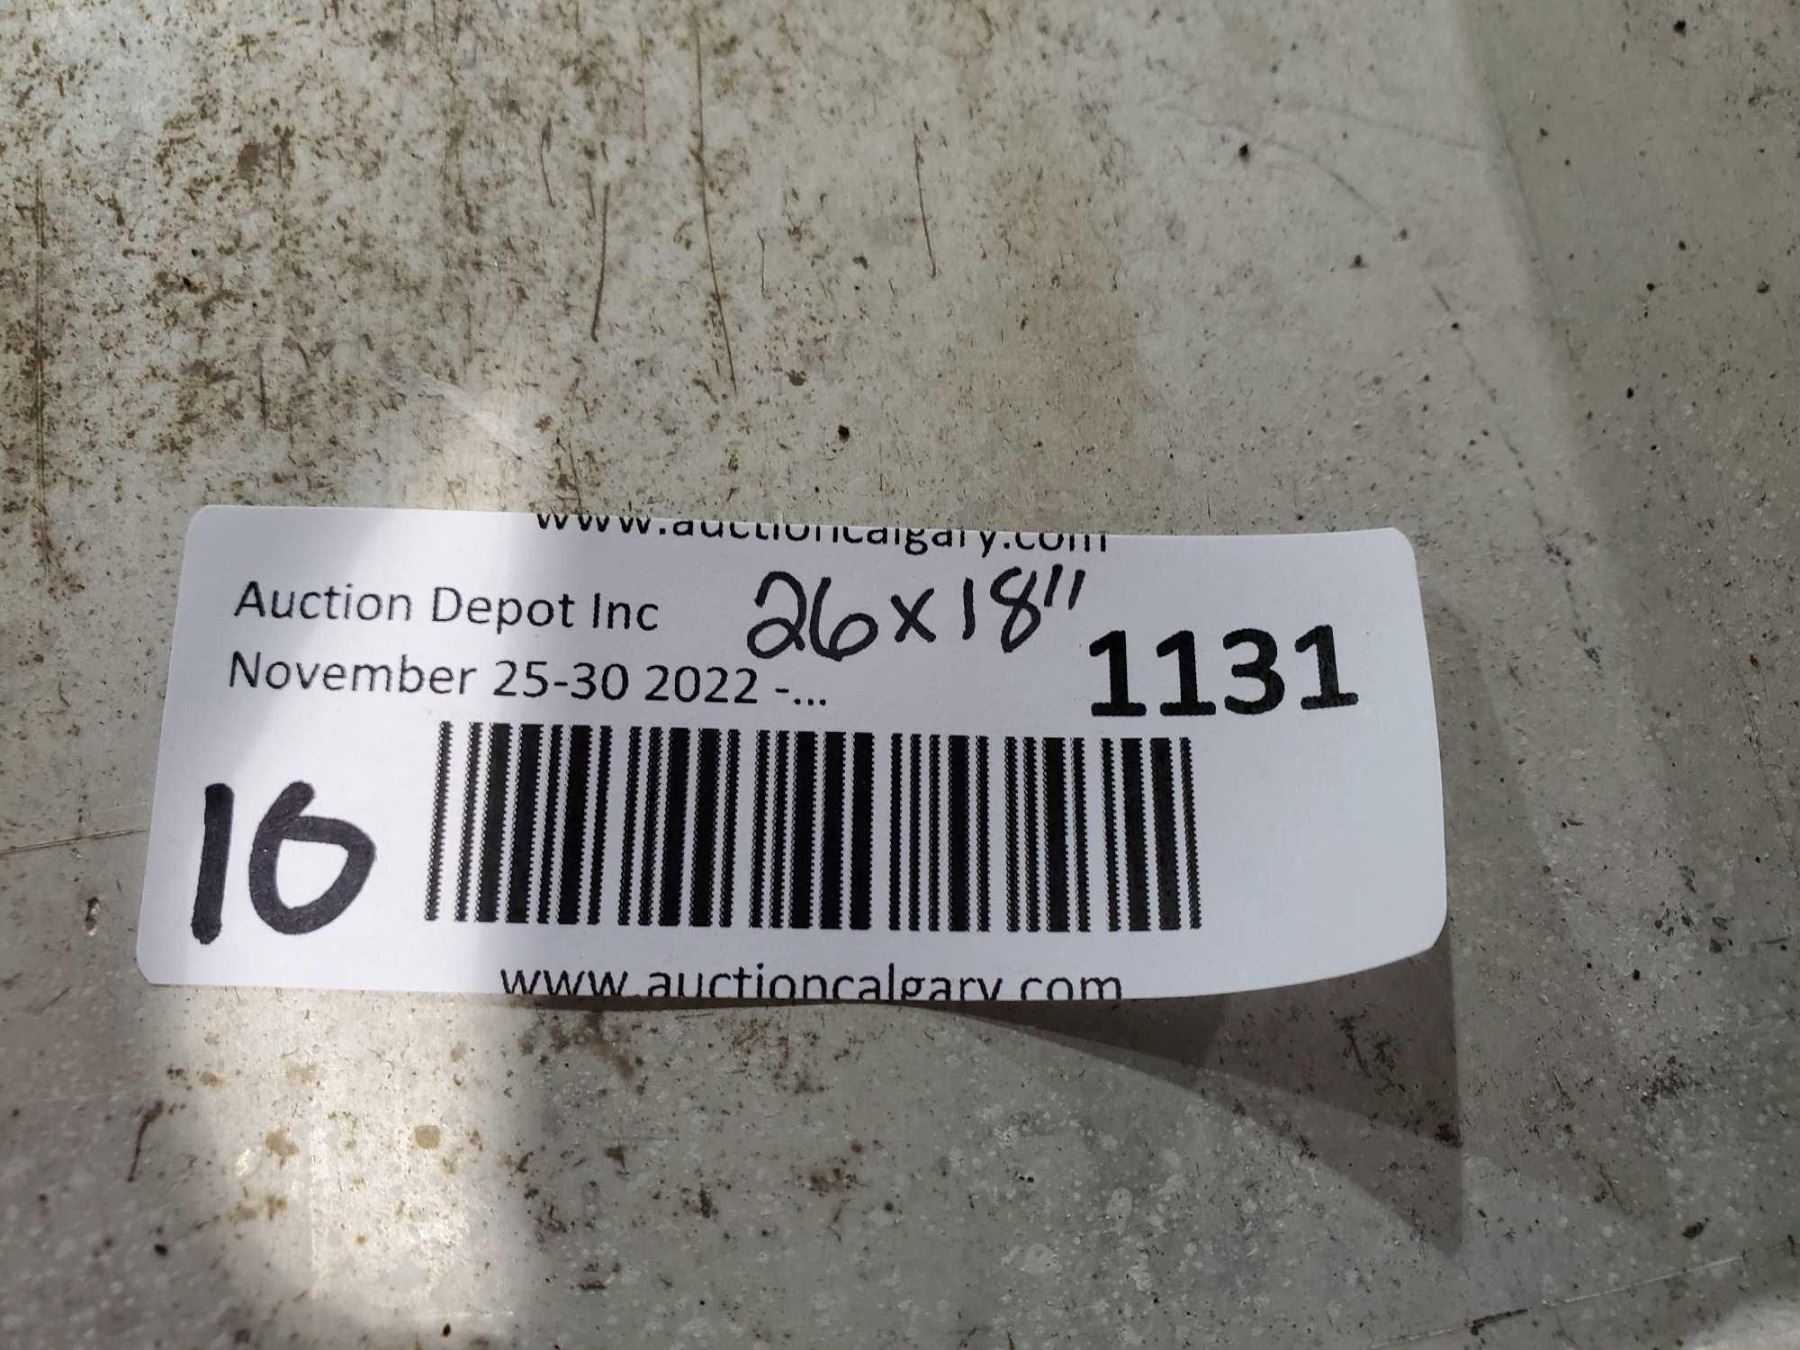 www.auctioncalgary.com
Auction Depot Inc
26x18"
1131
November 25-30 2022 -...
10
www.auctioncalgary.com